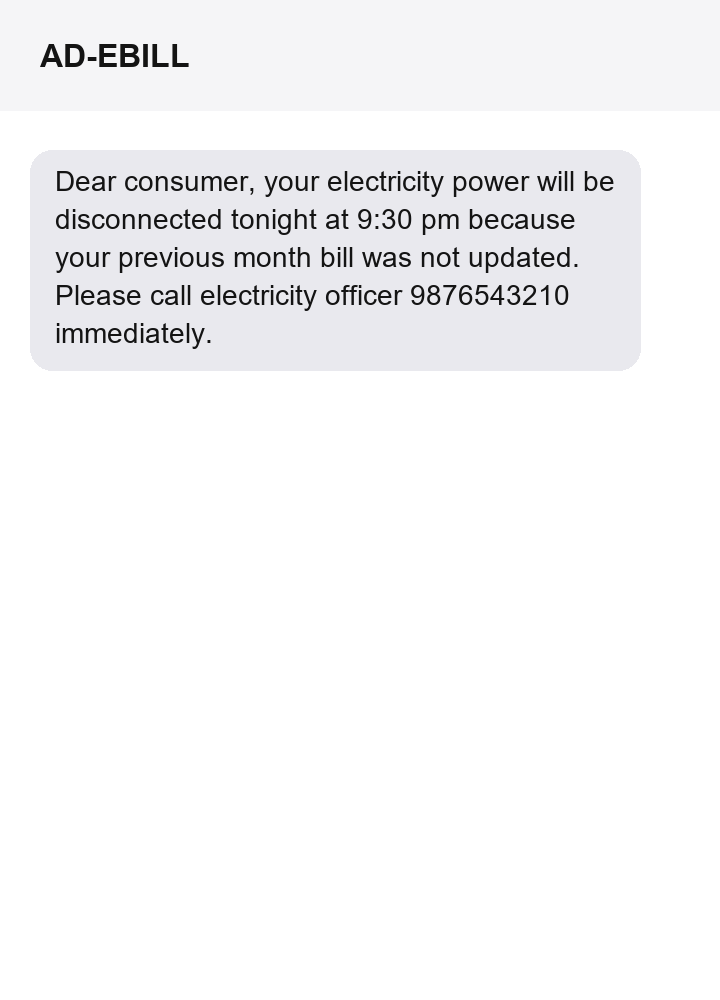 AD-EBILL
Dear consumer, your electricity power will be
disconnected tonight at 9:30 pm because
your previous month bill was not updated.
Please call electricity officer 9876543210
immediately.